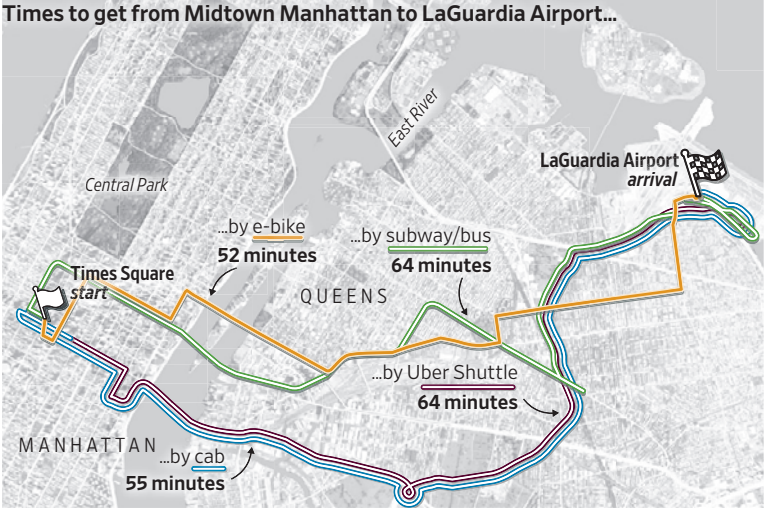 Times to get from Midtown Manhattan to LaGuardia Airport...
East River
LaGuardia Airport
arrival
Central Park
...by e-bike
52 minutes
...by subway/bus
64 minutes
Times Square
start
QUEENS
...by Uber Shuttle
64 minutes
MANHATTAN
...by cab
55 minutes